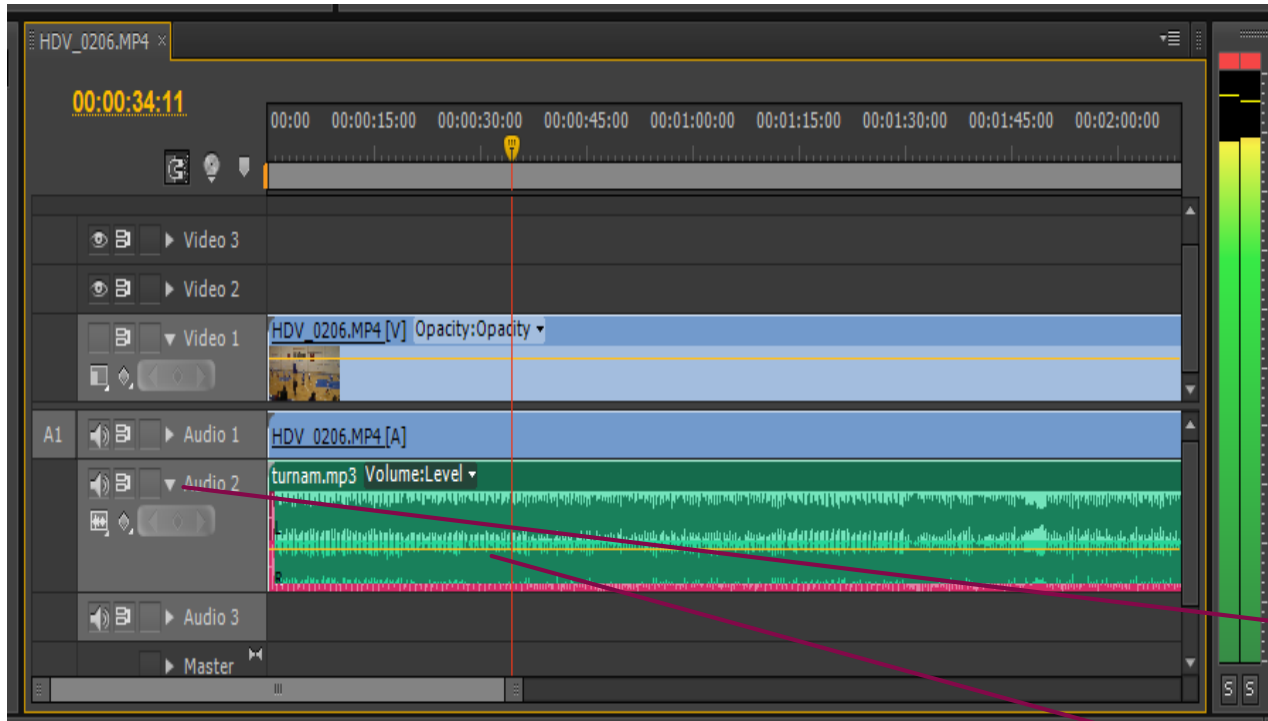 HDV_0206.MP4
00:00:34:11
00:00 00:00:15:00 00:00:30:00 00:00:45:00 00:01:00:00 00:01:15:00 00:01:30:00 00:01:45:00 00:02:00:00
Video 3
Video 2
Video 1 HDV_0206.MP4 [V] Opacity:Opacity
A1 Audio 1 HDV_0206.MP4 [A]
Audio 2 turnam.mp3 Volume:Level
L
R
Audio 3
Master
S S